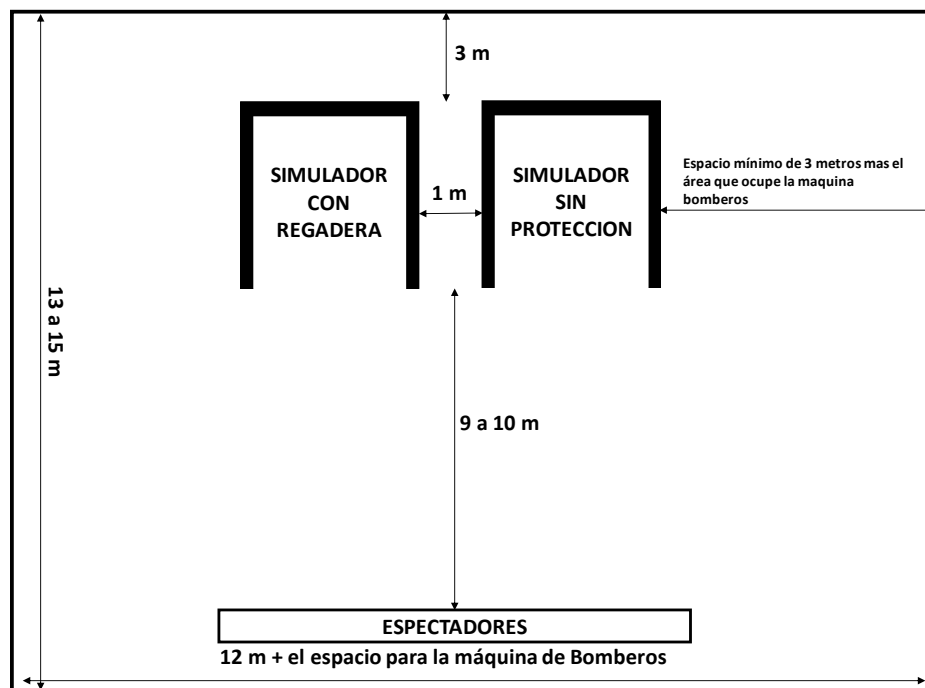 3 m
SIMULADOR
CON
REGADERA
1 m
SIMULADOR
SIN
PROTECCION
Espacio mínimo de 3 metros mas el
área que ocupe la maquina
bomberos
13 a 15 m
9 a 10 m
ESPECTADORES
12 m + el espacio para la máquina de Bomberos